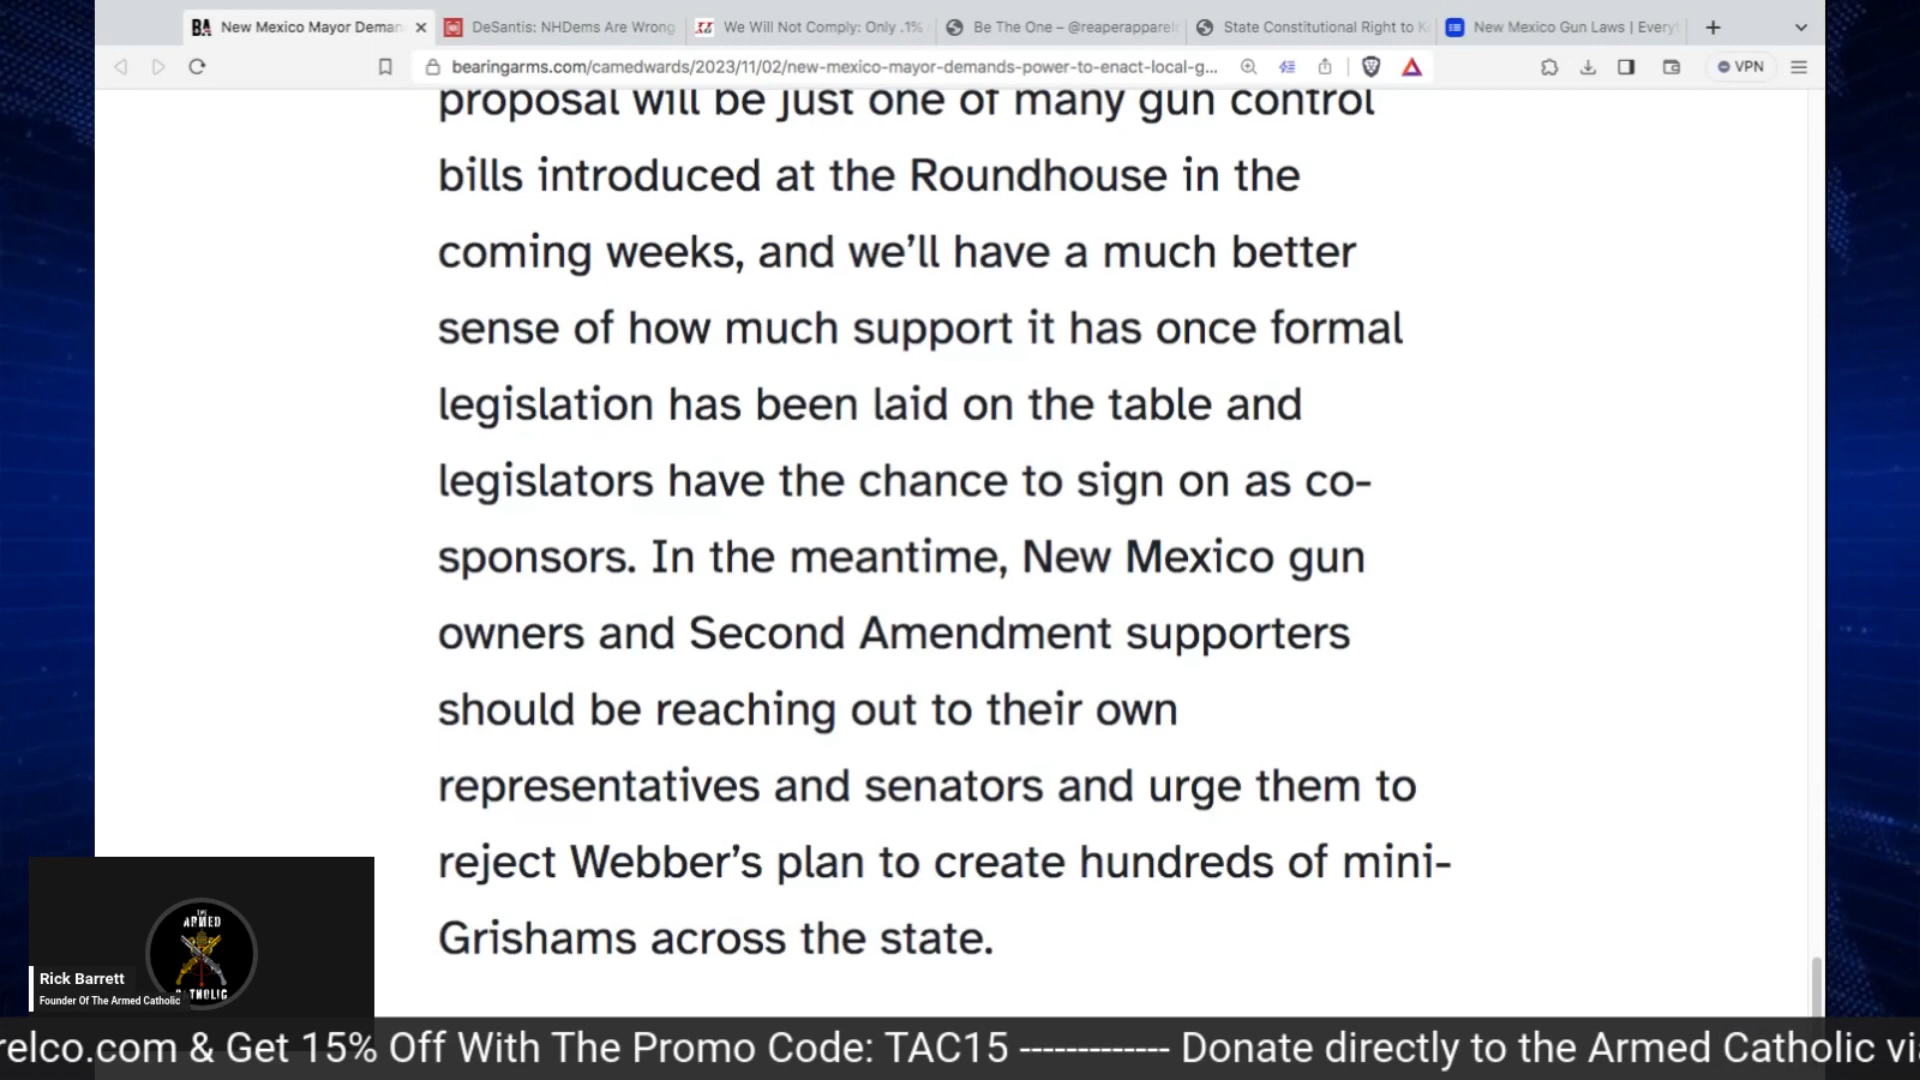 BA New Mexico Mayor Deman
DeSantis: NHDems Are Wrong
We Will Not Comply: Only .1%
Be The One – @reaperapparel
State Constitutional Right to K
New Mexico Gun Laws | Every
bearingarms.com/camedwards/2023/11/02/new-mexico-mayor-demands-power-to-enact-local-g...
VPN
proposal will be just one of many gun control
bills introduced at the Roundhouse in the
coming weeks, and we’ll have a much better
sense of how much support it has once formal
legislation has been laid on the table and
legislators have the chance to sign on as co-
sponsors. In the meantime, New Mexico gun
owners and Second Amendment supporters
should be reaching out to their own
representatives and senators and urge them to
reject Webber’s plan to create hundreds of mini-
Grishams across the state.
THE
ARMED
CATHOLIC
Rick Barrett
Founder Of The Armed Catholic
relco.com & Get 15% Off With The Promo Code: TAC15 ------------- Donate directly to the Armed Catholic via